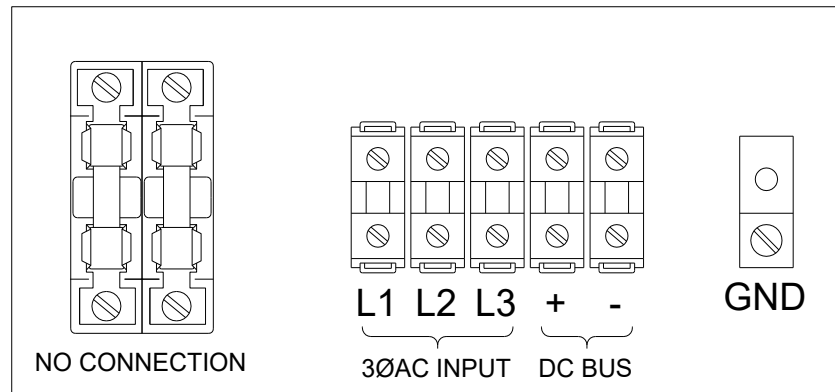 L1 L2 L3 + -
GND
NO CONNECTION
3ØAC INPUT DC BUS